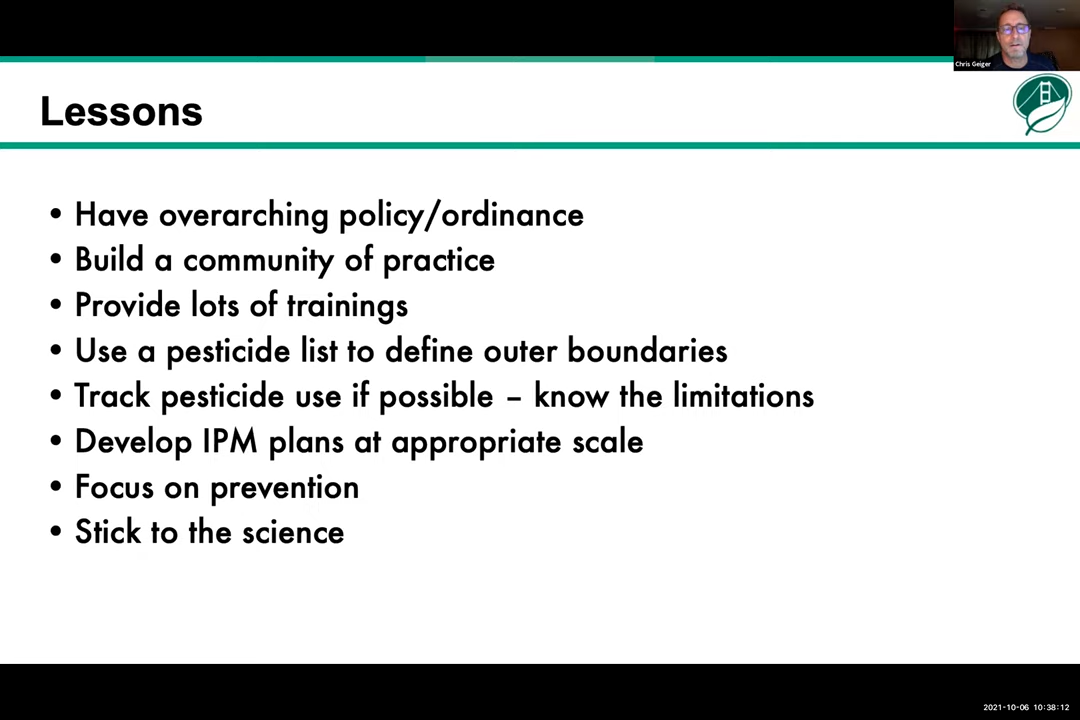 Chris Geiger
Lessons
• Have overarching policy/ordinance
• Build a community of practice
• Provide lots of trainings
• Use a pesticide list to define outer boundaries
• Track pesticide use if possible – know the limitations
• Develop IPM plans at appropriate scale
• Focus on prevention
• Stick to the science
2021-10-06 10:38:12